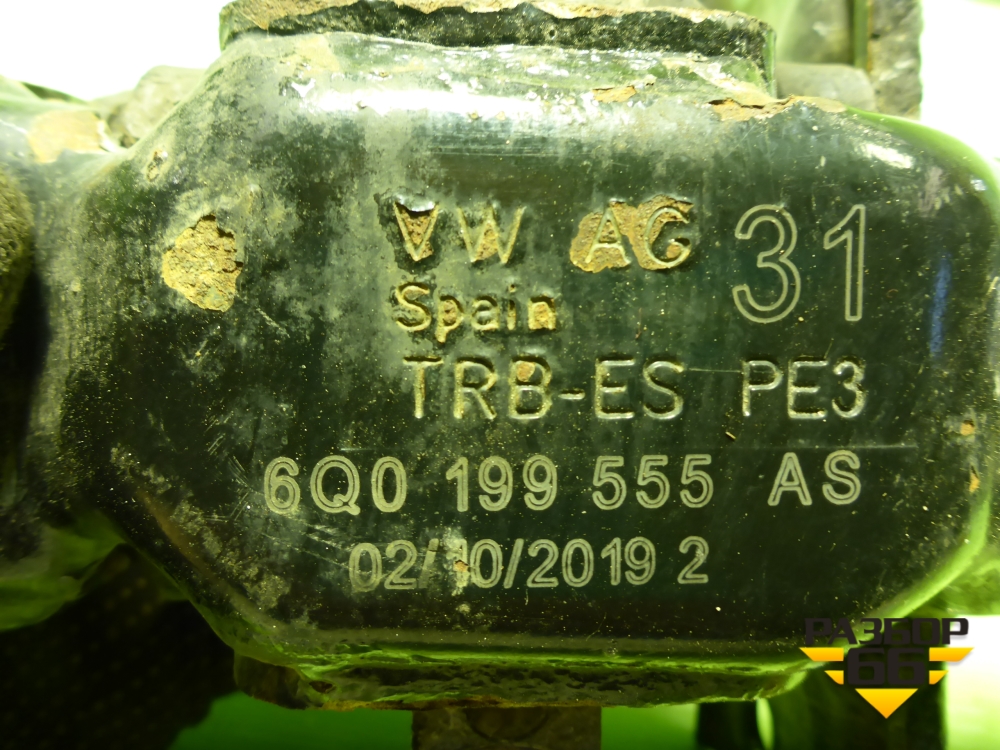 VW AG 31
Spain
TRB-ES PE3
6Q0 199 555 AS
02/10/2019 2
РАЗБОР
66